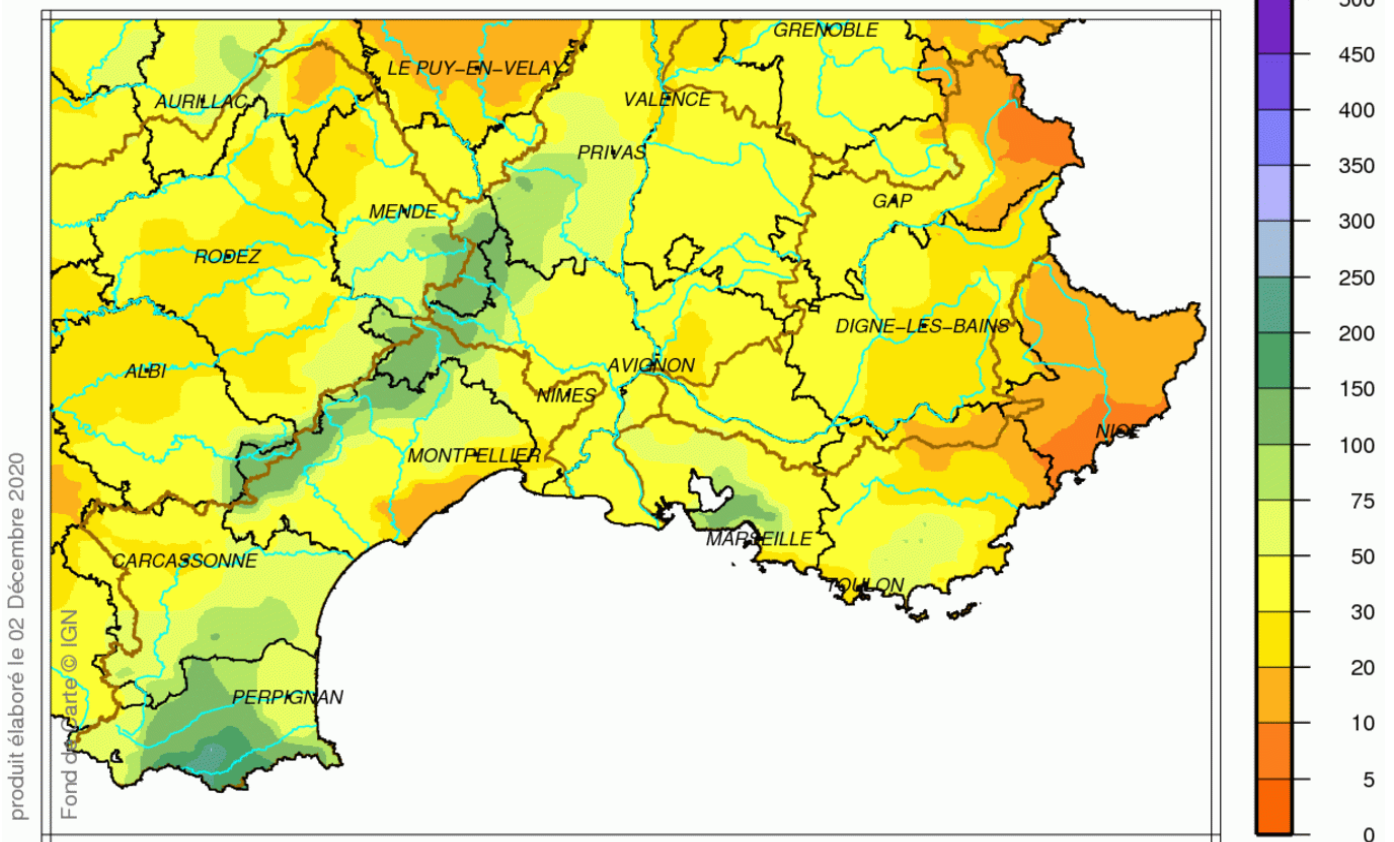 500
GRENOBLE
450
LE PUY-EN-VELAY
AURILLAC
VALENCE
400
PRIVAS
350
MENDE
GAP
300
RODEZ
250
DIGNE-LES-BAINS
200
ALBI
AVIGNON
NIMES
150
NICE
MONTPELLIER
100
75
MARSEILLE
CARCASSONNE
50
TOULON
30
20
PERPIGNAN
10
5
0
produit élaboré le 02 Décembre 2020
Fond de Carte © IGN